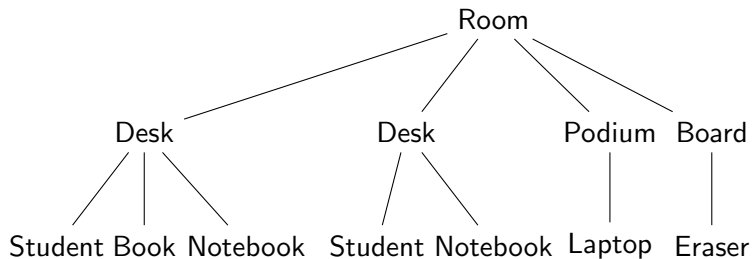 Room
Desk Desk Podium Board
Student Book Notebook Student Notebook Laptop Eraser